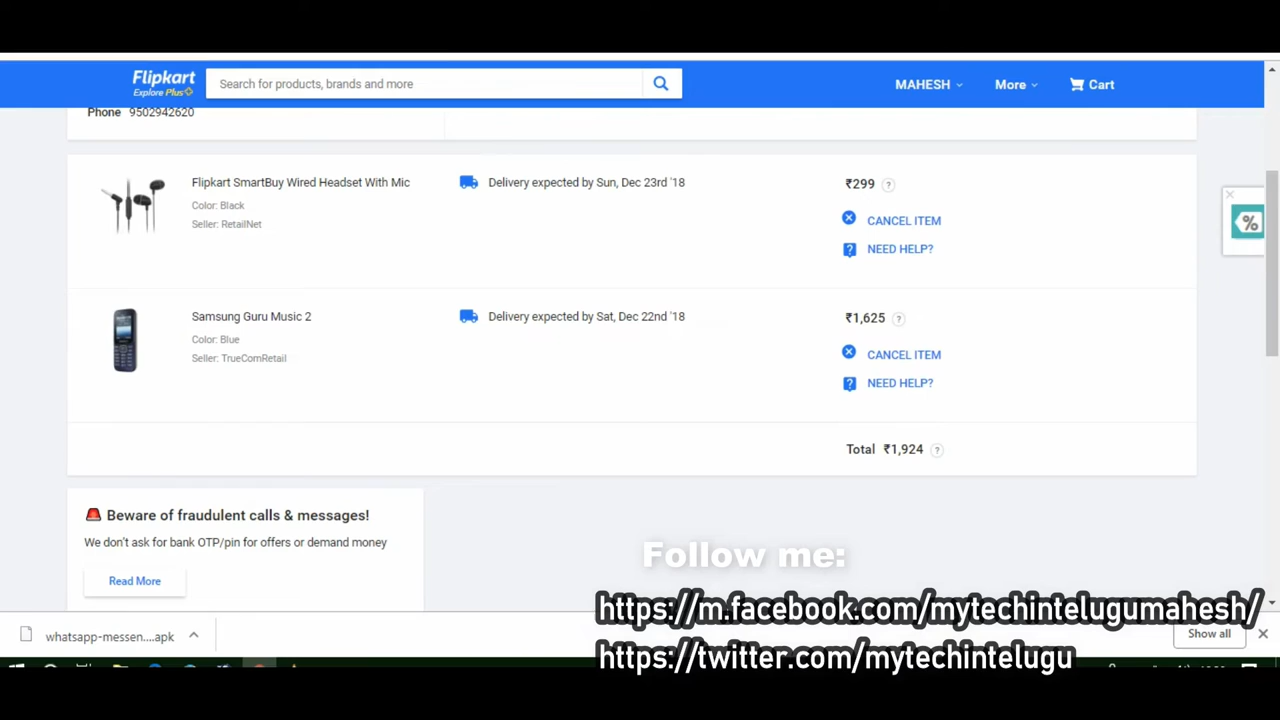 Flipkart
Explore Plus
Search for products, brands and more
MAHESH
More
Cart
Phone 9502942620
Flipkart SmartBuy Wired Headset With Mic
Color: Black
Seller: RetailNet
Delivery expected by Sun, Dec 23rd '18
₹299 ?
CANCEL ITEM
NEED HELP?
%
Samsung Guru Music 2
Color: Blue
Seller: TrueComRetail
Delivery expected by Sat, Dec 22nd '18
₹1,625 ?
CANCEL ITEM
NEED HELP?
Total ₹1,924 ?
Beware of fraudulent calls & messages!
We don't ask for bank OTP/pin for offers or demand money
Read More
Follow me:
https://m.facebook.com/mytechintelugumahesh/
https://twitter.com/mytechintelugu
whatsapp-messen....apk
Show all